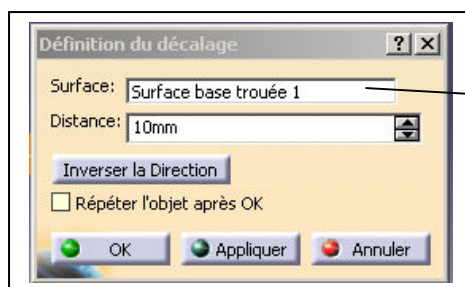 Définition du décalage
Surface: Surface base trouée 1
Distance: 10mm
Inverser la Direction
Répéter l'objet après OK
OK Appliquer Annuler